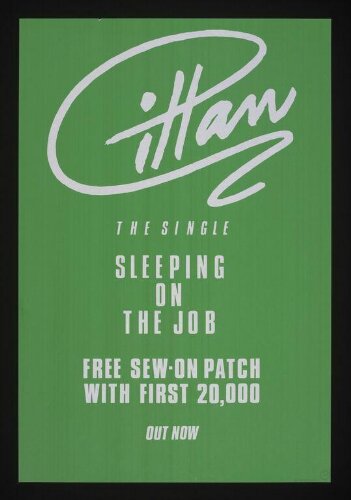 Gillan
THE SINGLE
SLEEPING
ON
THE JOB
FREE SEW-ON PATCH
WITH FIRST 20,000
OUT NOW